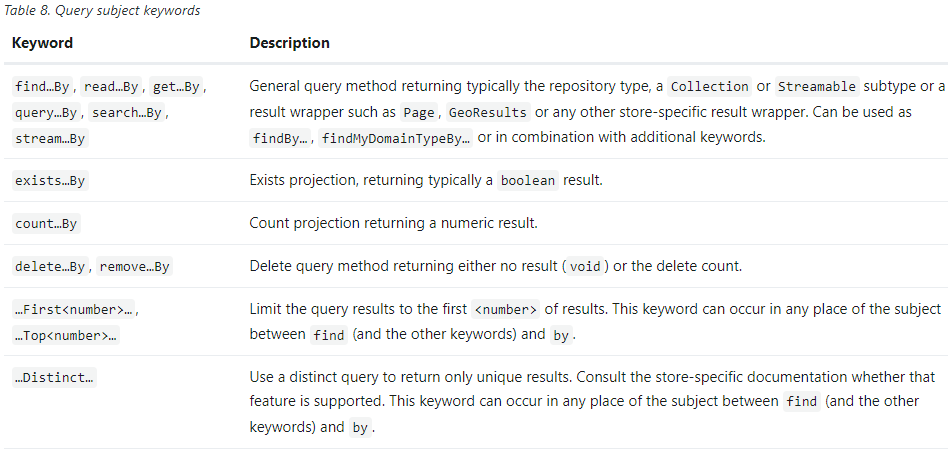 Table 8. Query subject keywords
Keyword Description
find…By, read…By, get…By, General query method returning typically the repository type, a Collection or Streamable subtype or a
query…By, search…By, result wrapper such as Page, GeoResults or any other store-specific result wrapper. Can be used as
stream…By findBy…, findMyDomainTypeBy… or in combination with additional keywords.
exists…By Exists projection, returning typically a boolean result.
count…By Count projection returning a numeric result.
delete…By, remove…By Delete query method returning either no result (void) or the delete count.
…First<number>…, Limit the query results to the first <number> of results. This keyword can occur in any place of the subject
…Top<number>… between find (and the other keywords) and by.
…Distinct… Use a distinct query to return only unique results. Consult the store-specific documentation whether that
feature is supported. This keyword can occur in any place of the subject between find (and the other
keywords) and by.